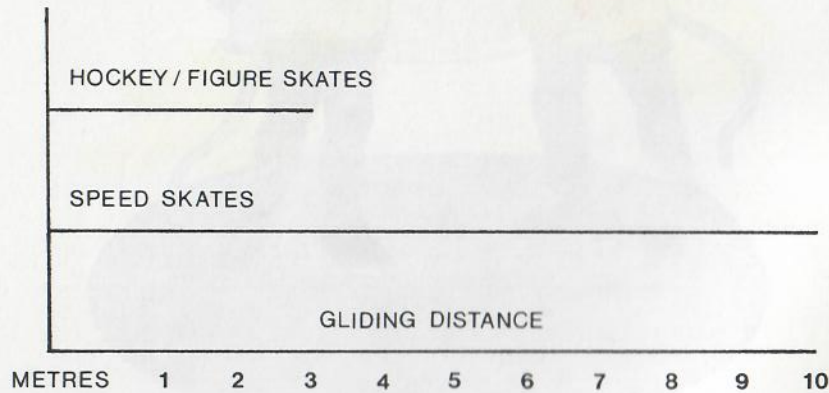 HOCKEY / FIGURE SKATES
SPEED SKATES
GLIDING DISTANCE
METRES 1 2 3 4 5 6 7 8 9 10